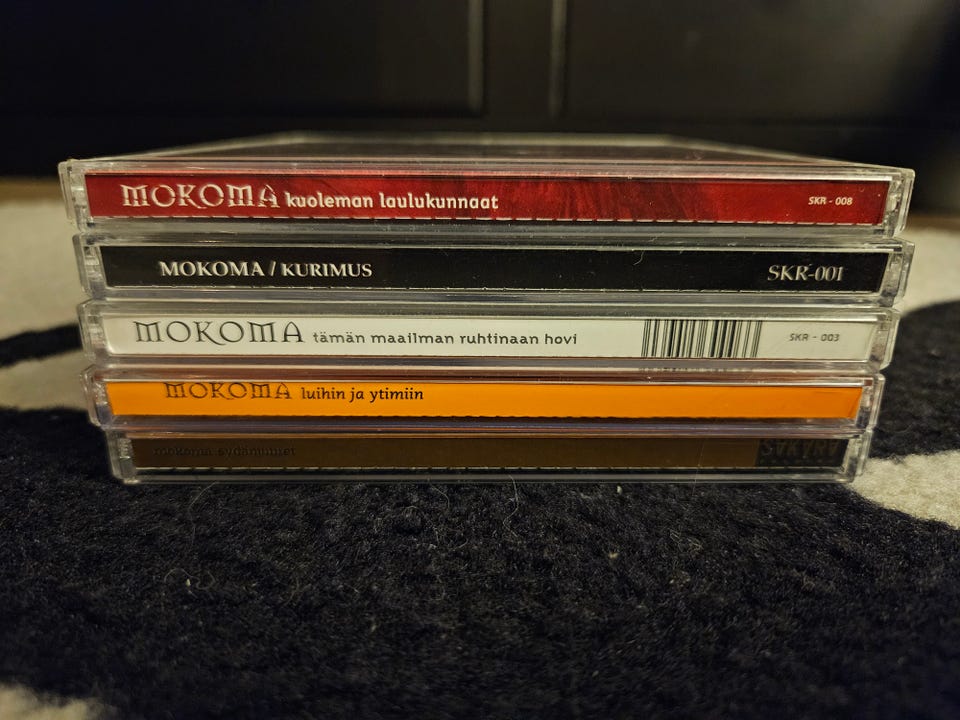 MOKOMA kuoleman laulukunnaat SKR - 008
MOKOMA / KURIMUS SKR-001
MOKOMA tämän maailman ruhtinaan hovi SKR - 003
MOKOMA luihin ja ytimiin
mokoma sydänjuuret